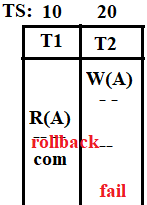 TS: 10 20
T1 T2
W(A)
-- --
R(A)
--
rollback --
com
fail